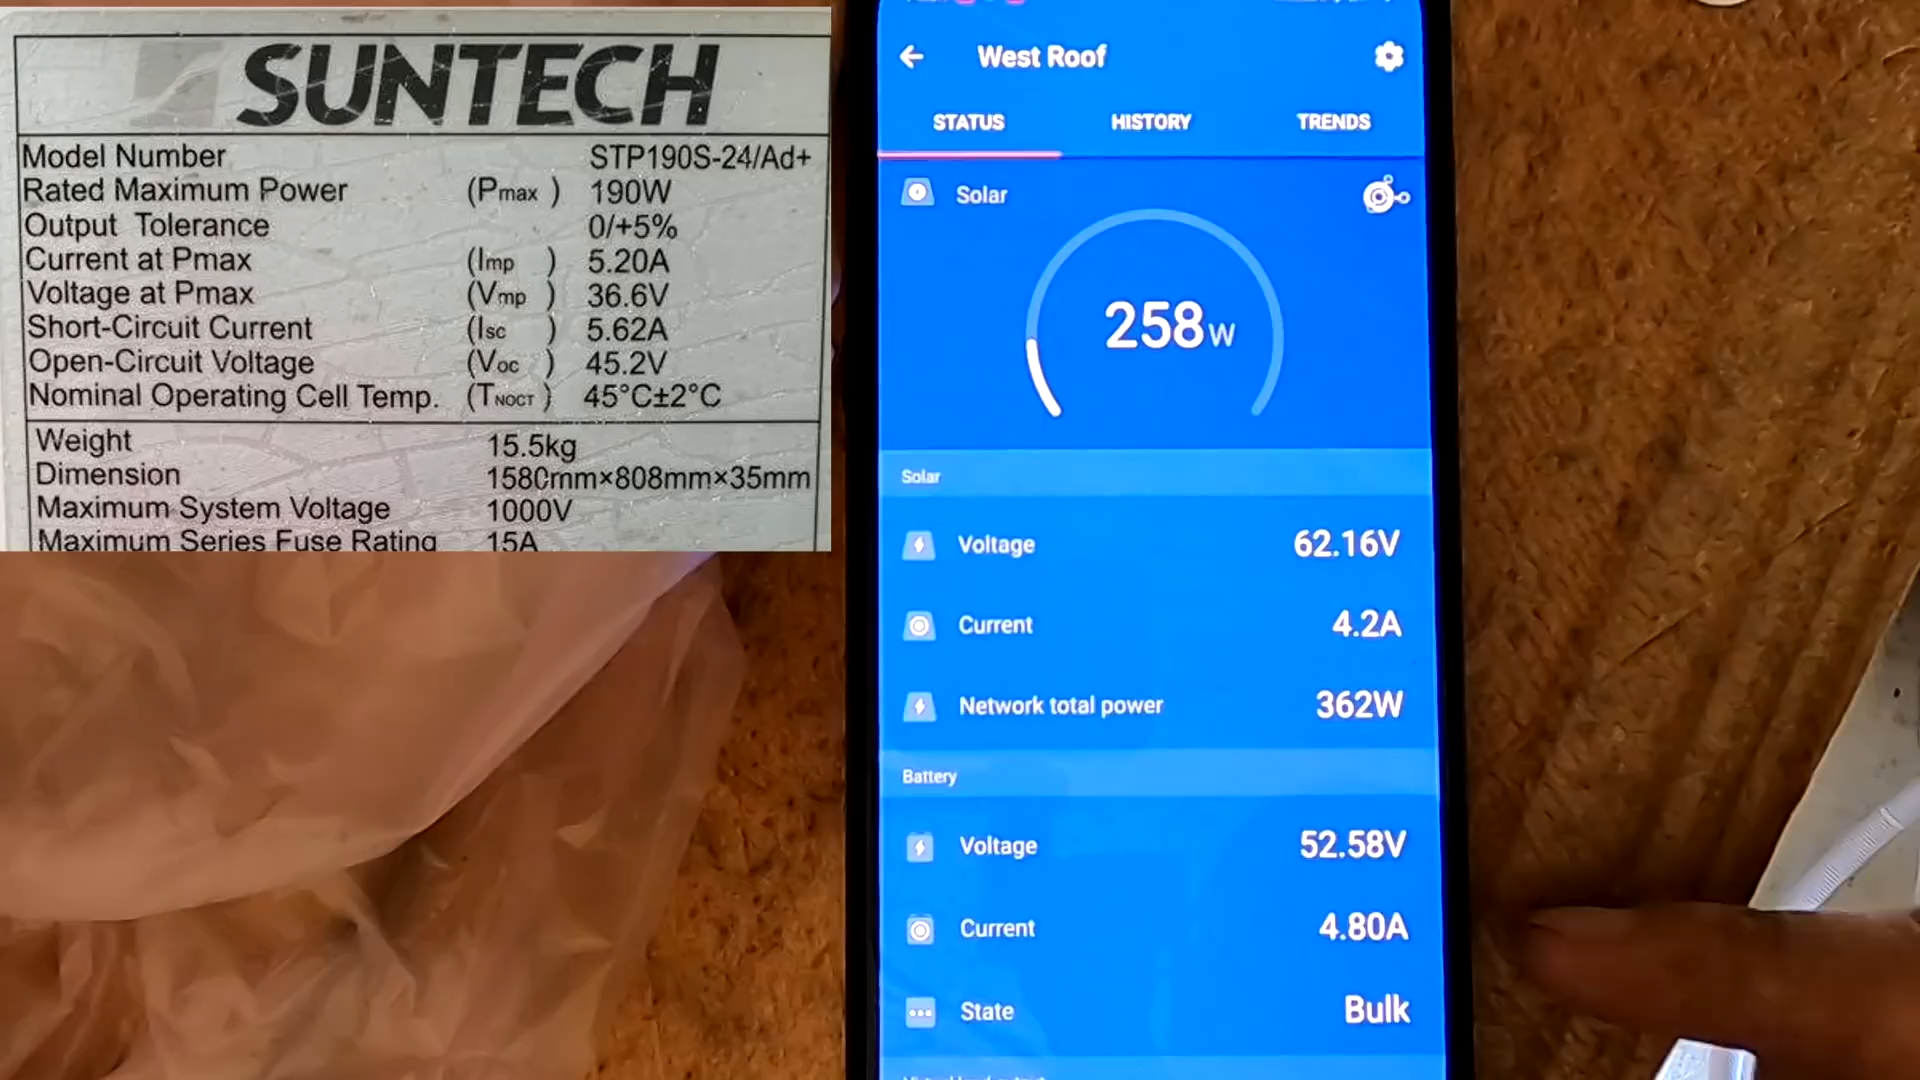 SUNTECH
Model Number STP190S-24/Ad+
Rated Maximum Power (Pmax) 190W
Output Tolerance 0/+5%
Current at Pmax (Imp) 5.20A
Voltage at Pmax (Vmp) 36.6V
Short-Circuit Current (Isc) 5.62A
Open-Circuit Voltage (Voc) 45.2V
Nominal Operating Cell Temp. (TNOCT) 45°C±2°C
Weight 15.5kg
Dimension 1580mm×808mm×35mm
Maximum System Voltage 1000V
Maximum Series Fuse Rating 15A
West Roof
STATUS HISTORY TRENDS
Solar
258W
Solar
Voltage 62.16V
Current 4.2A
Network total power 362W
Battery
Voltage 52.58V
Current 4.80A
State Bulk